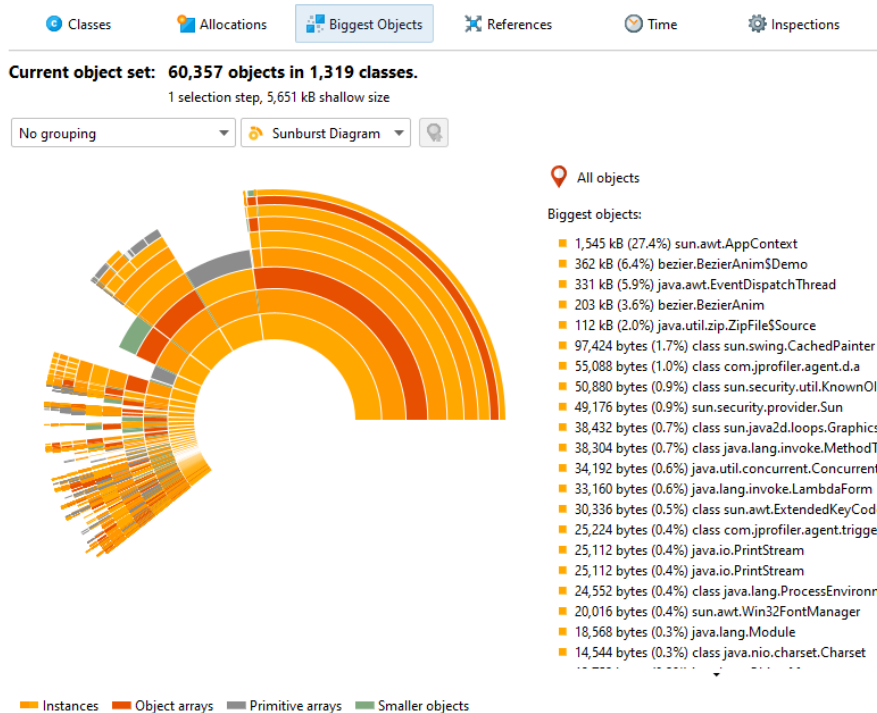 Classes Allocations Biggest Objects References Time Inspections
Current object set: 60,357 objects in 1,319 classes.
1 selection step, 5,651 kB shallow size
No grouping Sunburst Diagram
All objects
Biggest objects:
1,545 kB (27.4%) sun.awt.AppContext
362 kB (6.4%) bezier.BezierAnim$Demo
331 kB (5.9%) java.awt.EventDispatchThread
203 kB (3.6%) bezier.BezierAnim
112 kB (2.0%) java.util.zip.ZipFile$Source
97,424 bytes (1.7%) class sun.swing.CachedPainter
55,088 bytes (1.0%) class com.jprofiler.agent.d.a
50,880 bytes (0.9%) class sun.security.util.KnownOI
49,176 bytes (0.9%) sun.security.provider.Sun
38,432 bytes (0.7%) class sun.java2d.loops.Graphics
38,304 bytes (0.7%) class java.lang.invoke.MethodT
34,192 bytes (0.6%) java.util.concurrent.Concurrent
33,160 bytes (0.6%) java.lang.invoke.LambdaForm
30,336 bytes (0.5%) class sun.awt.ExtendedKeyCod
25,224 bytes (0.4%) class com.jprofiler.agent.trigge
25,112 bytes (0.4%) java.io.PrintStream
25,112 bytes (0.4%) java.io.PrintStream
24,552 bytes (0.4%) class java.lang.ProcessEnviron
20,016 bytes (0.4%) sun.awt.Win32FontManager
18,568 bytes (0.3%) java.lang.Module
14,544 bytes (0.3%) class java.nio.charset.Charset
Instances Object arrays Primitive arrays Smaller objects